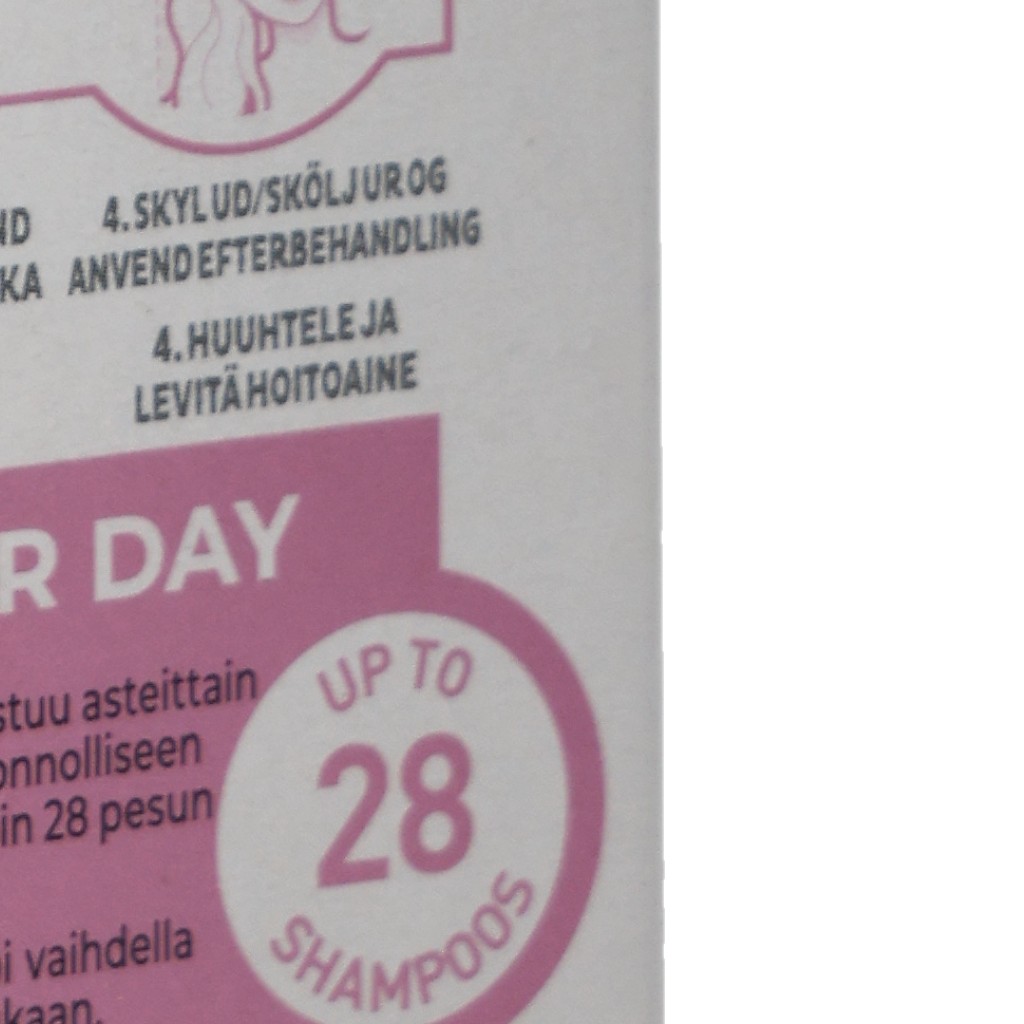 ND
KA
4. SKYL UD/SKÖLJ UR OG
ANVEND EFTERBEHANDLING
4. HUUHTELE JA
LEVITÄ HOITOAINE
R DAY
stuu asteittain
onnolliseen
in 28 pesun
i vaihdella
kaan.
UP TO
28
SHAMPOOS